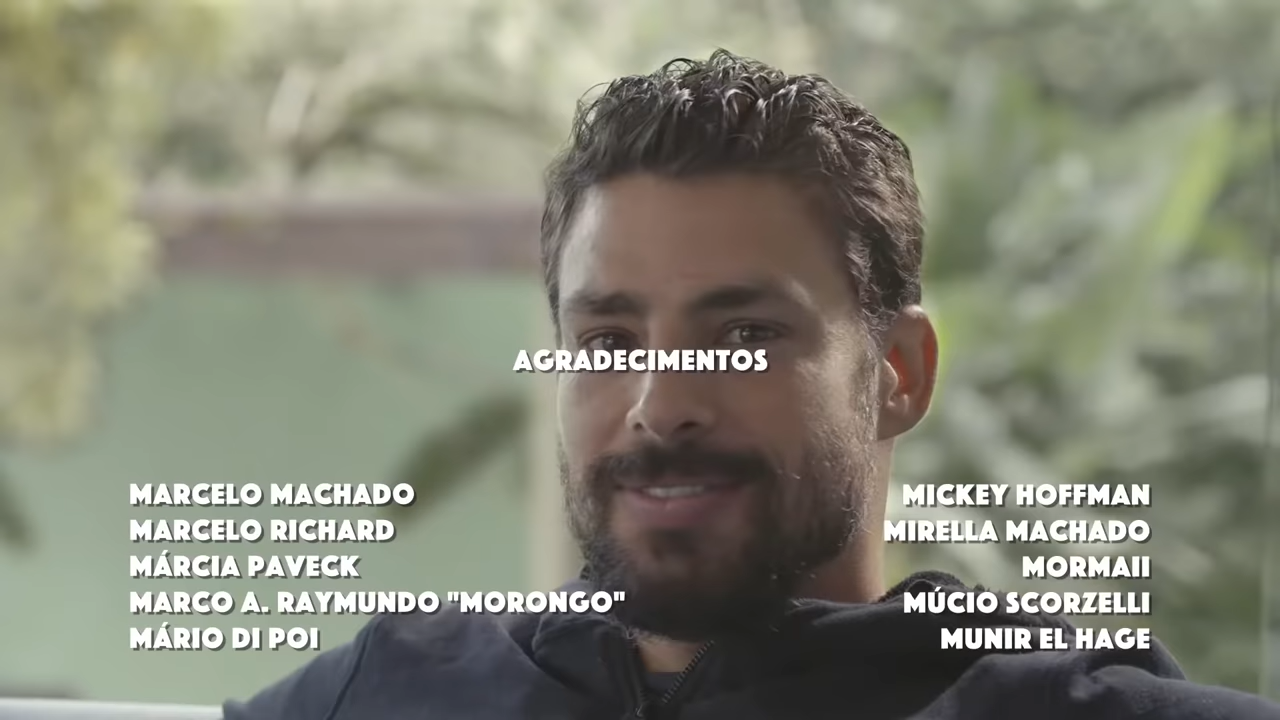 AGRADECIMENTOS
MARCELO MACHADO
MARCELO RICHARD
MÁRCIA PAVECK
MARCO A. RAYMUNDO "MORONGO"
MÁRIO DI POI
MICKEY HOFFMAN
MIRELLA MACHADO
MORMAII
MÚCIO SCORZELLI
MUNIR EL HAGE